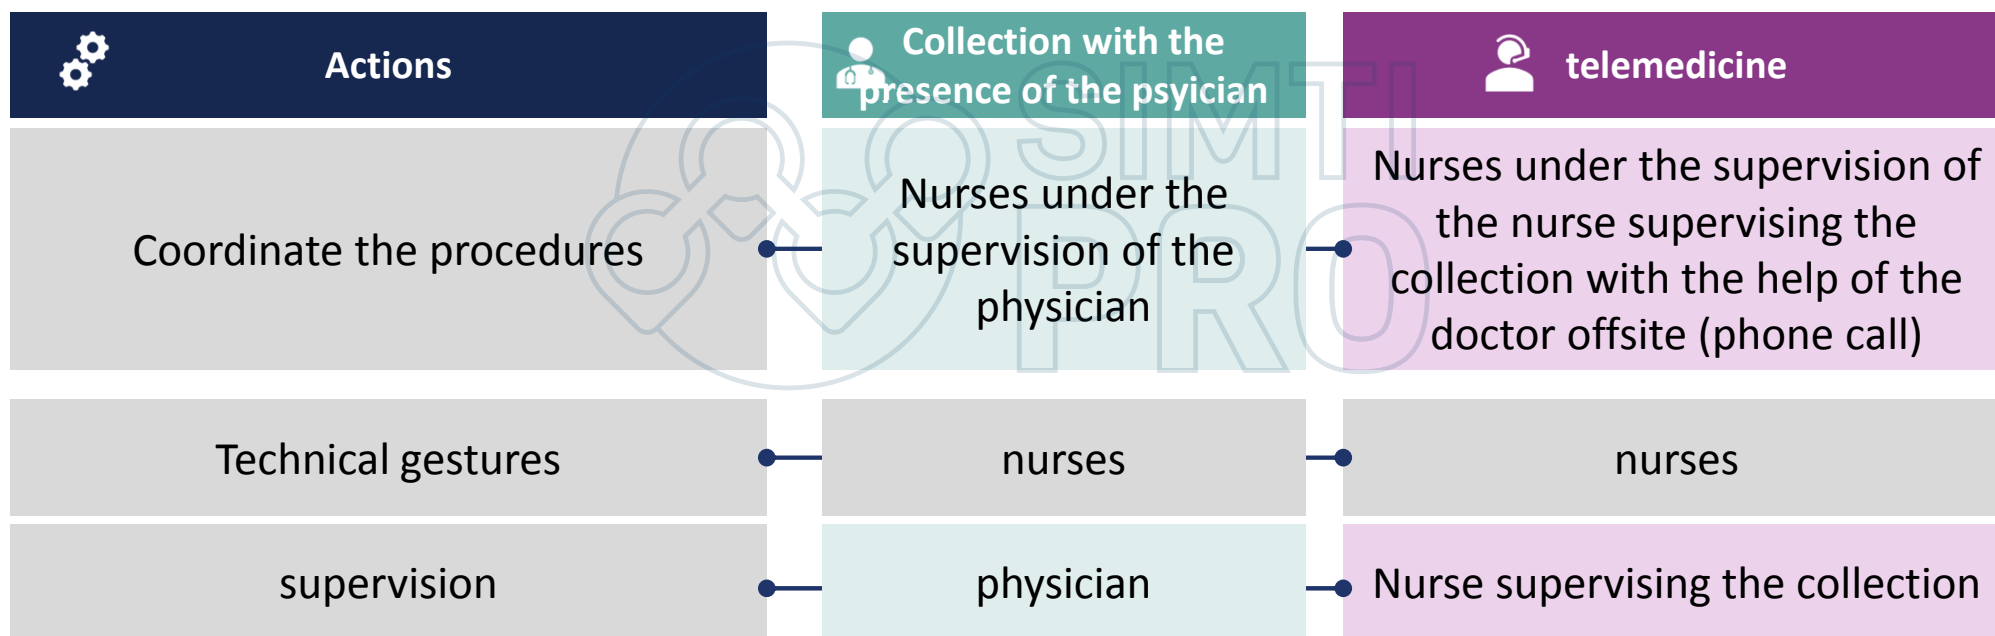 Actions
Collection with the
presence of the psyician
telemedicine
Coordinate the procedures
Nurses under the
supervision of the
physician
Nurses under the supervision of
the nurse supervising the
collection with the help of the
doctor offsite (phone call)
Technical gestures
nurses
nurses
supervision
physician
Nurse supervising the collection
SIMTI
PRO